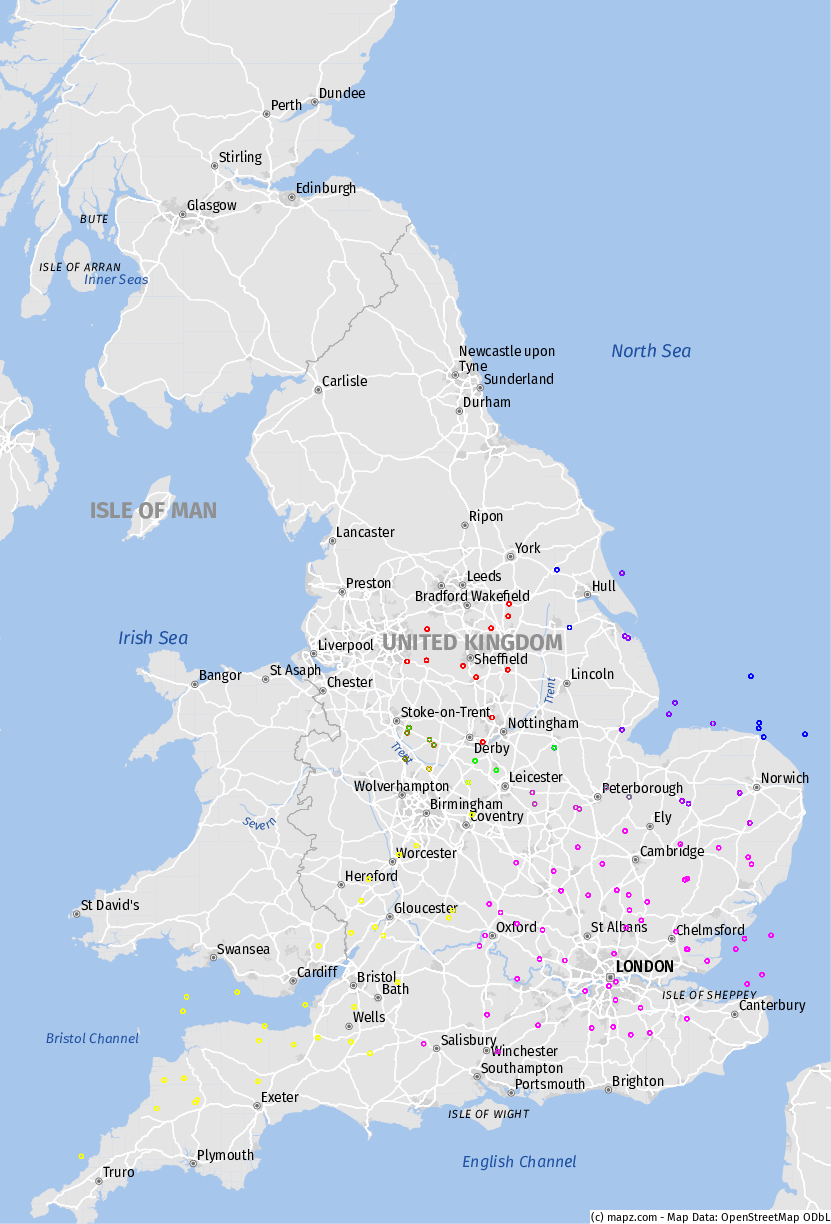 Dundee
Perth
Stirling
Edinburgh
Glasgow
BUTE
ISLE OF ARRAN
Inner Seas
North Sea
Newcastle upon
Tyne
Sunderland
Carlisle
Durham
ISLE OF MAN
Ripon
Lancaster
York
Leeds
Preston
Hull
Bradford
Wakefield
Irish Sea
UNITED KINGDOM
Liverpool
Sheffield
Bangor
St Asaph
Chester
Lincoln
Trent
Stoke-on-Trent
Nottingham
Derby
Trent
Leicester
Norwich
Wolverhampton
Peterborough
Birmingham
Coventry
Ely
Severn
Worcester
Cambridge
Hereford
St David's
Gloucester
Oxford
St Albans
Chelmsford
Swansea
Cardiff
Bristol
LONDON
Bath
ISLE OF SHEPPEY
Canterbury
Wells
Bristol Channel
Salisbury
Winchester
Southampton
Portsmouth
Brighton
Exeter
ISLE OF WIGHT
Plymouth
English Channel
Truro
(c) mapz.com - Map Data: OpenStreetMap ODbL